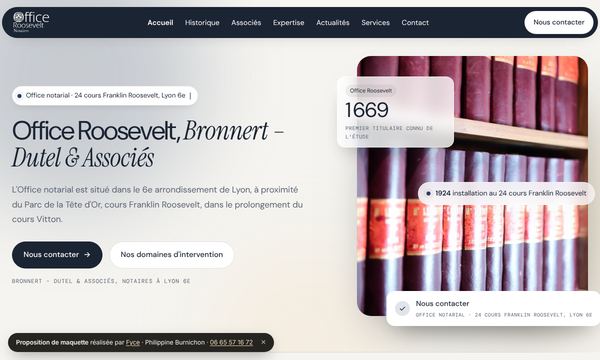 Office
Roosevelt
Notaires
Accueil
Historique
Associés
Expertise
Actualités
Services
Contact
Nous contacter
Office notarial · 24 cours Franklin Roosevelt, Lyon 6e |
Office Roosevelt, Bronnert –
Dutel & Associés
L'Office notarial est situé dans le 6e arrondissement de Lyon, à proximité
du Parc de la Tête d'Or, cours Franklin Roosevelt, dans le prolongement du
cours Vitton.
Nous contacter →
Nos domaines d'intervention
BRONNERT - DUTEL & ASSOCIÉS, NOTAIRES À LYON 6E
Office Roosevelt
1669
PREMIER TITULAIRE CONNU DE
L'ÉTUDE
1924 installation au 24 cours Franklin Roosevelt
Nous contacter
OFFICE NOTARIAL · 24 COURS FRANKLIN ROOSEVELT, LYON 6E
Proposition de maquette réalisée par Fyce · Philippine Burnichon · 06 65 57 16 72 ×